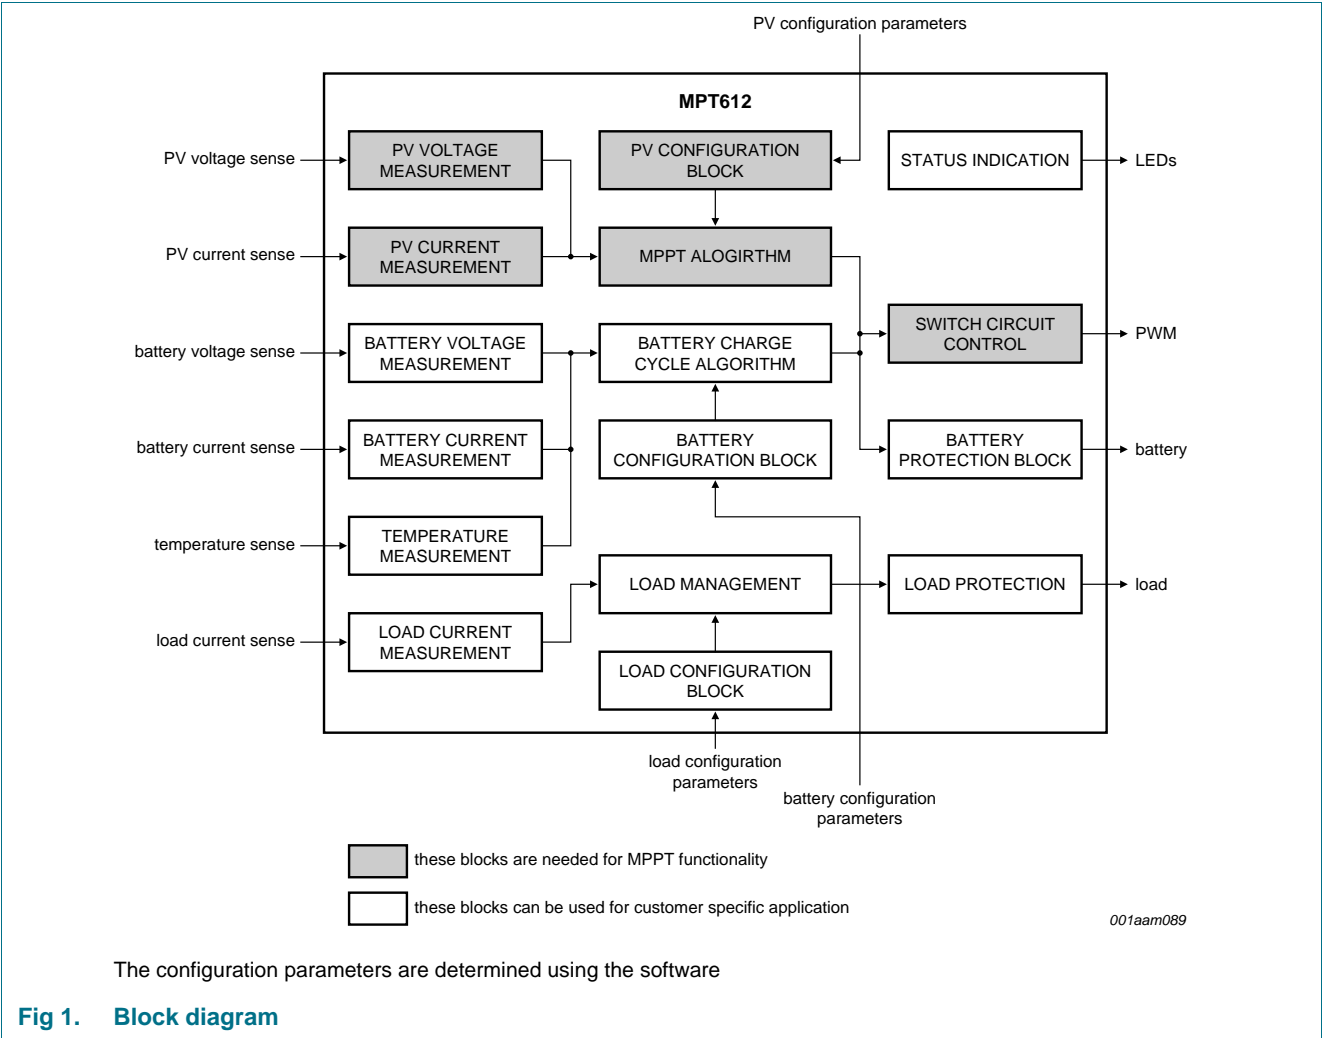 PV configuration parameters
MPT612
PV voltage sense
PV VOLTAGE
MEASUREMENT
PV CONFIGURATION
BLOCK
STATUS INDICATION
LEDs
PV current sense
PV CURRENT
MEASUREMENT
MPPT ALOGIRTHM
SWITCH CIRCUIT
CONTROL
PWM
battery voltage sense
BATTERY VOLTAGE
MEASUREMENT
BATTERY CHARGE
CYCLE ALGORITHM
battery current sense
BATTERY CURRENT
MEASUREMENT
BATTERY
CONFIGURATION BLOCK
BATTERY
PROTECTION BLOCK
battery
temperature sense
TEMPERATURE
MEASUREMENT
LOAD MANAGEMENT
LOAD PROTECTION
load
load current sense
LOAD CURRENT
MEASUREMENT
LOAD CONFIGURATION
BLOCK
load configuration
parameters
battery configuration
parameters
these blocks are needed for MPPT functionality
these blocks can be used for customer specific application
001aam089
The configuration parameters are determined using the software
Fig 1. Block diagram